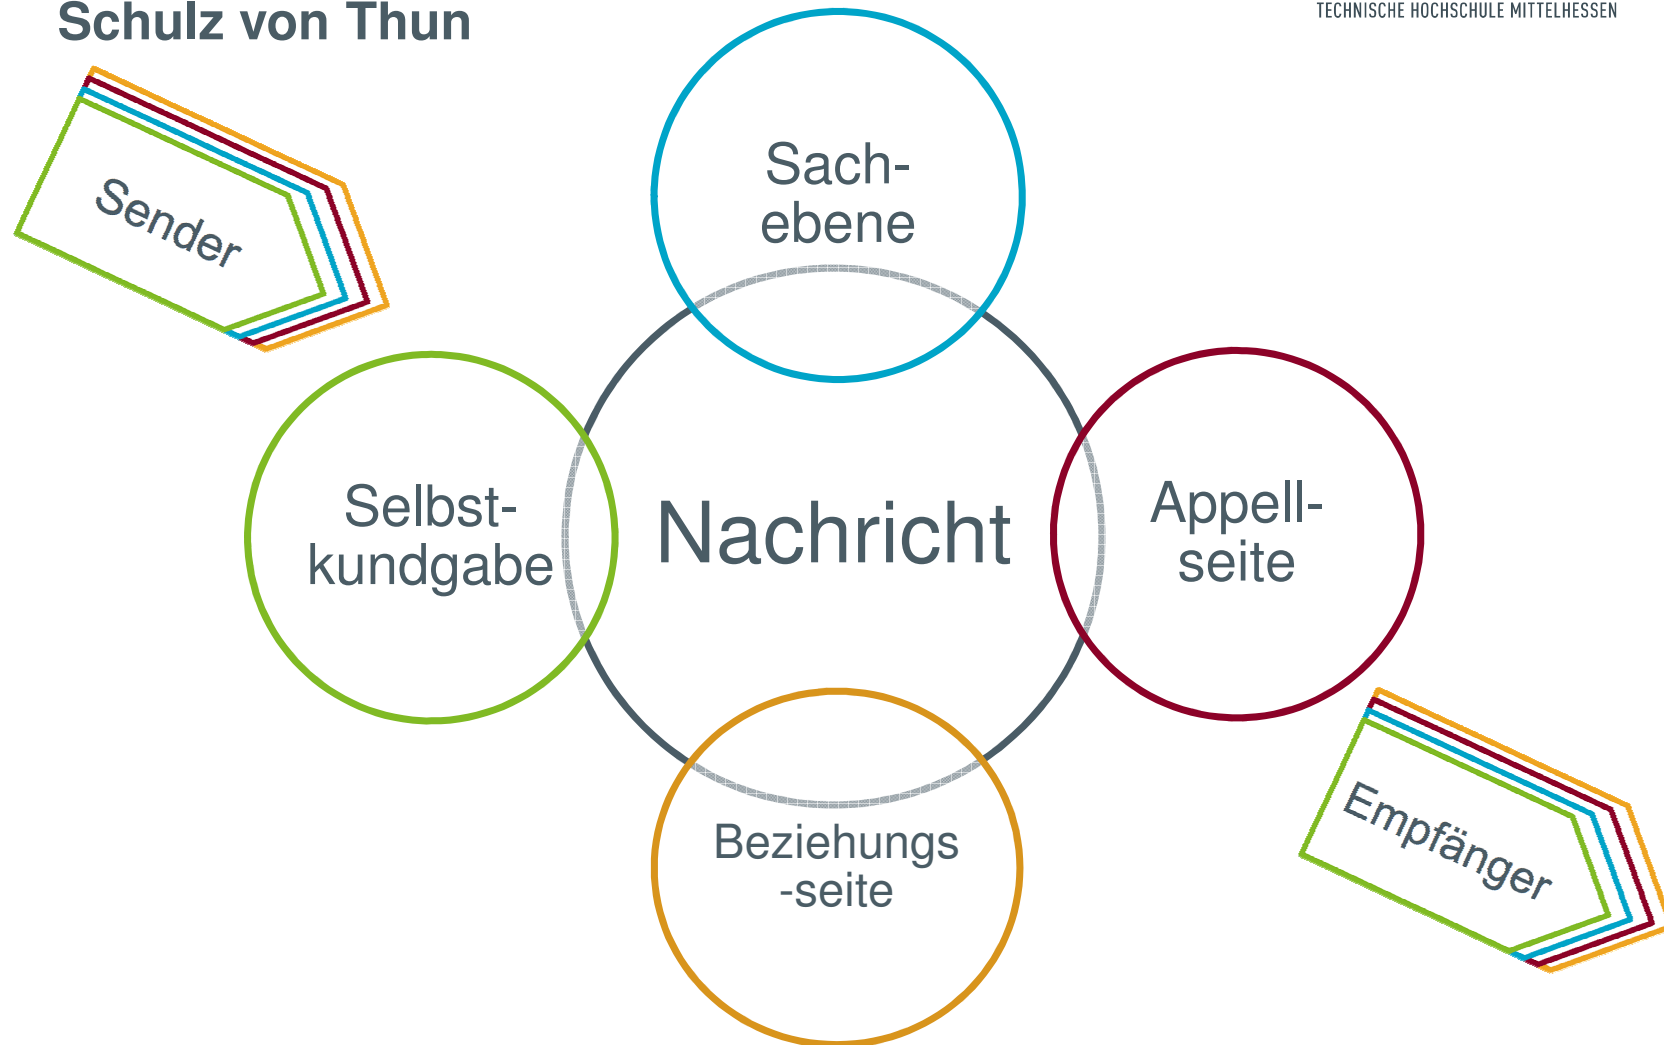 Schulz von Thun
TECHNISCHE HOCHSCHULE MITTELHESSEN
Sender
Sach-
ebene
Selbst-
kundgabe
Nachricht
Appell-
seite
Beziehungs
-seite
Empfänger